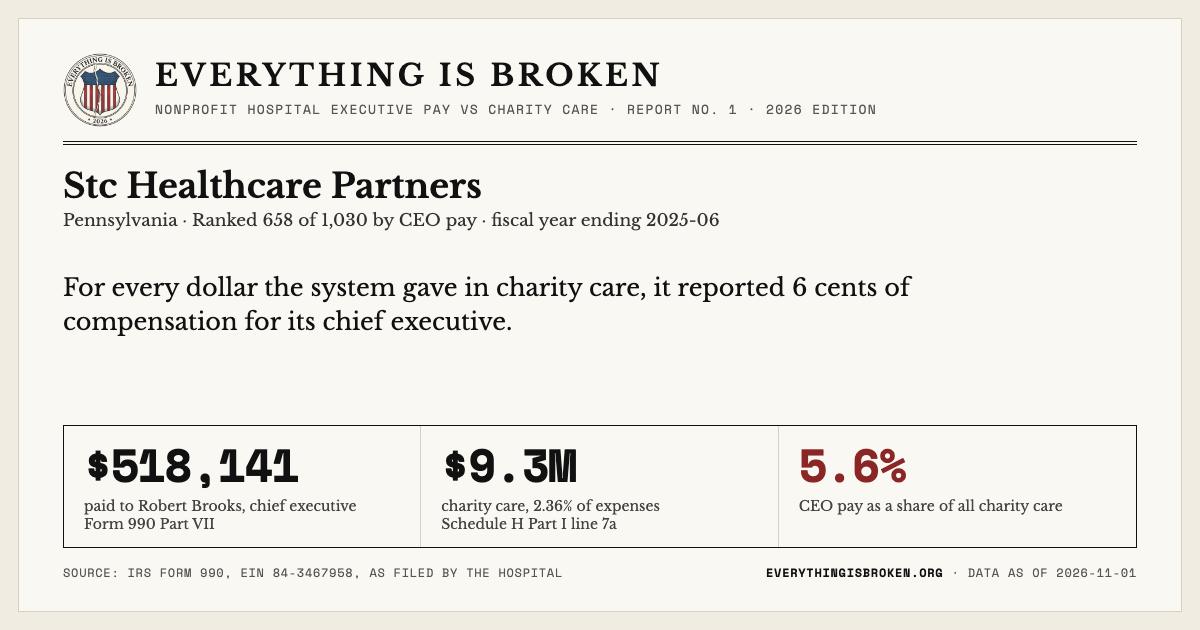 EVERYTHING IS BROKEN
· 2026 ·
EVERYTHING IS BROKEN
NONPROFIT HOSPITAL EXECUTIVE PAY VS CHARITY CARE · REPORT NO. 1 · 2026 EDITION
Stc Healthcare Partners
Pennsylvania · Ranked 658 of 1,030 by CEO pay · fiscal year ending 2025-06
For every dollar the system gave in charity care, it reported 6 cents of
compensation for its chief executive.
$518,141
paid to Robert Brooks, chief executive
Form 990 Part VII
$9.3M
charity care, 2.36% of expenses
Schedule H Part I line 7a
5.6%
CEO pay as a share of all charity care
SOURCE: IRS FORM 990, EIN 84-3467958, AS FILED BY THE HOSPITAL
EVERYTHINGISBROKEN.ORG · DATA AS OF 2026-11-01